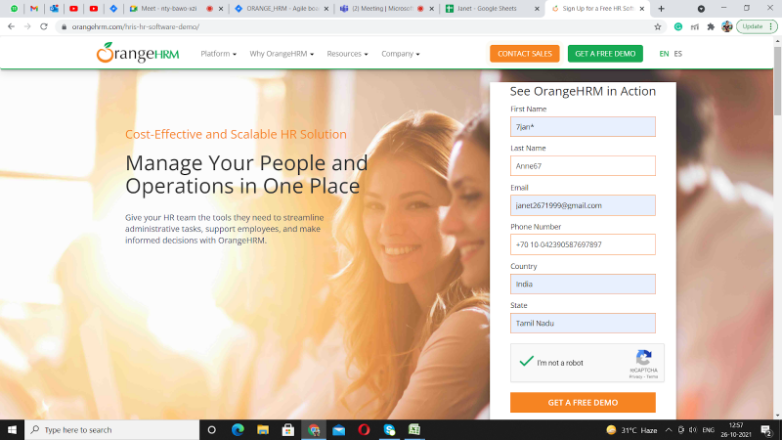 Meet - nty-bawo-xzi
ORANGE_HRM - Agile boa
(2) Meeting | Microsoft
Janet - Google Sheets
Sign Up for a Free HR Soft
orangehrm.com/hris-hr-software-demo/
Update
OrangeHRM
Platform
Why OrangeHRM
Resources
Company
CONTACT SALES
GET A FREE DEMO
EN ES
Cost-Effective and Scalable HR Solution
Manage Your People and
Operations in One Place
Give your HR team the tools they need to streamline
administrative tasks, support employees, and make
informed decisions with OrangeHRM.
See OrangeHRM in Action
First Name
7jan*
Last Name
Anne67
Email
janet2671999@gmail.com
Phone Number
+70 10 042390587697897
Country
India
State
Tamil Nadu
I'm not a robot
reCAPTCHA
Privacy - Terms
GET A FREE DEMO
Type here to search
31°C Haze
ENG
12:57
26-10-2021